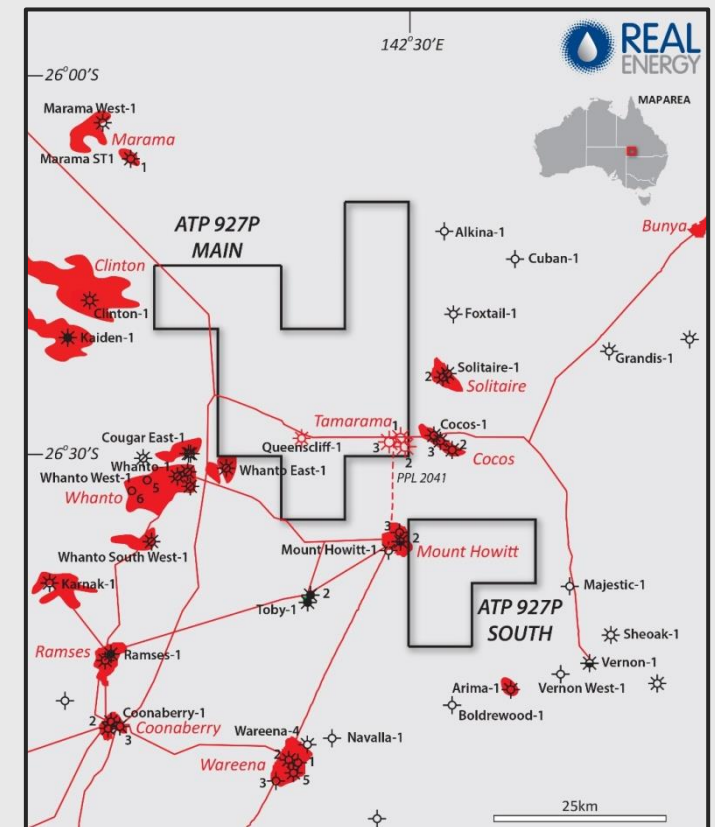 142°30'E
REAL
ENERGY
26°00'S
MAPAREA
Marama West-1
Marama
Marama ST1
1
ATP 927P
MAIN
Bunya
Alkina-1
Cuban-1
Clinton
Clinton-1
Foxtail-1
Kaiden-1
Grandis-1
Solitaire-1
2
Solitaire
Tamarama
1
Cocos-1
Cougar East-1
Queenscliff-1
3
2
3
2
Cocos
26°30'S
Whanto-1
Whanto East-1
Whanto West-1
5
6
Whanto
PPL 2041
3
2
Mount Howitt-1
Mount Howitt
Whanto South West-1
Karnak-1
2
Toby-1
Majestic-1
ATP 927P
SOUTH
Sheoak-1
Ramses
Ramses-1
Vernon-1
Arima-1
Vernon West-1
Boldrewood-1
Coonaberry-1
2
3
Coonaberry
Wareena-4
Navalla-1
2
1
Wareena
3
5
25km